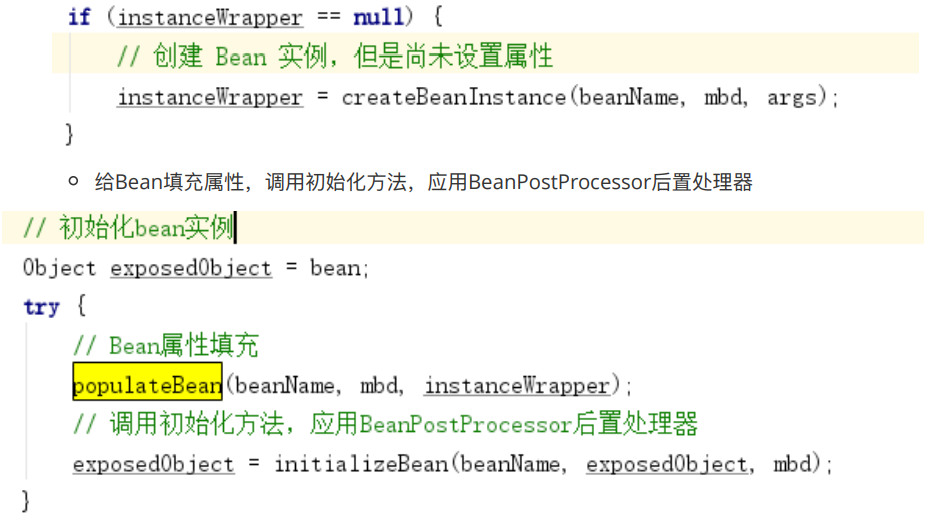 if (instanceWrapper == null) {
// 创建 Bean 实例，但是尚未设置属性
instanceWrapper = createBeanInstance(beanName, mbd, args);
}
给Bean填充属性，调用初始化方法，应用BeanPostProcessor后置处理器
// 初始化bean实例
Object exposedObject = bean;
try {
// Bean属性填充
populateBean(beanName, mbd, instanceWrapper);
// 调用初始化方法，应用BeanPostProcessor后置处理器
exposedObject = initializeBean(beanName, exposedObject, mbd);
}